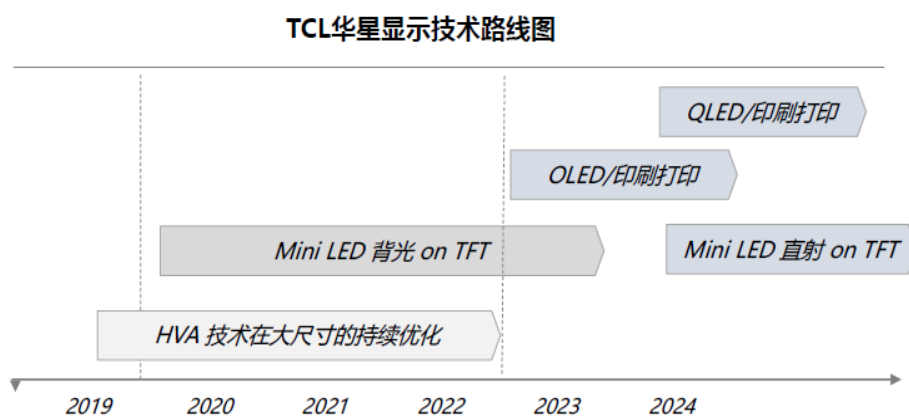 TCL华星显示技术路线图
QLED/印刷打印
OLED/印刷打印
Mini LED 背光 on TFT
Mini LED 直射 on TFT
HVA 技术在大尺寸的持续优化
2019 2020 2021 2022 2023 2024